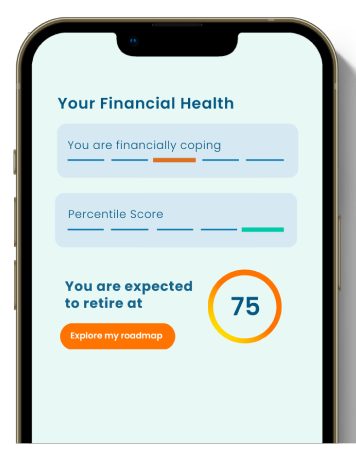 Your Financial Health
You are financially coping
Percentile Score
You are expected
to retire at
75
Explore my roadmap